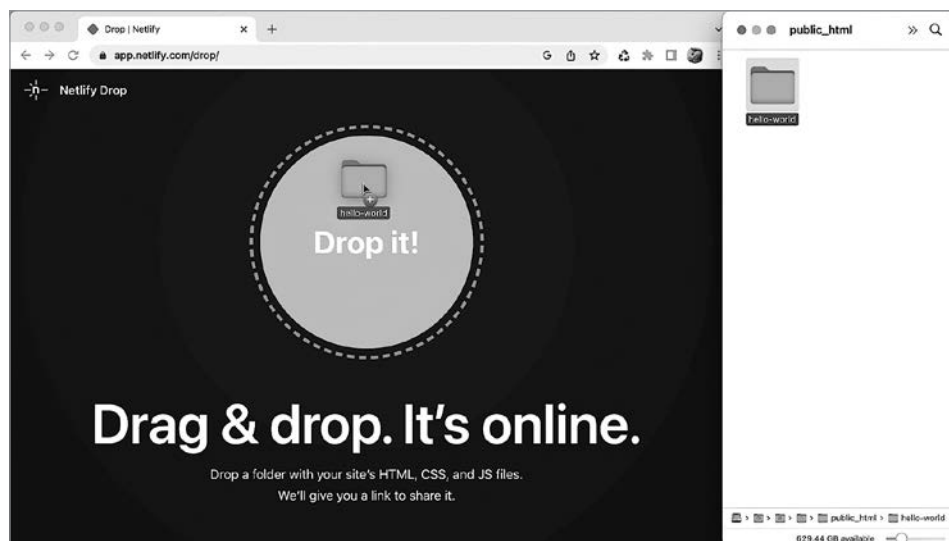 Drop | Netlify
app.netlify.com/drop/
Netlify Drop
hello-world
Drop it!
Drag & drop. It's online.
Drop a folder with your site's HTML, CSS, and JS files.
We'll give you a link to share it.
public_html
hello-world
public_html > hello-world
629.44 GB available